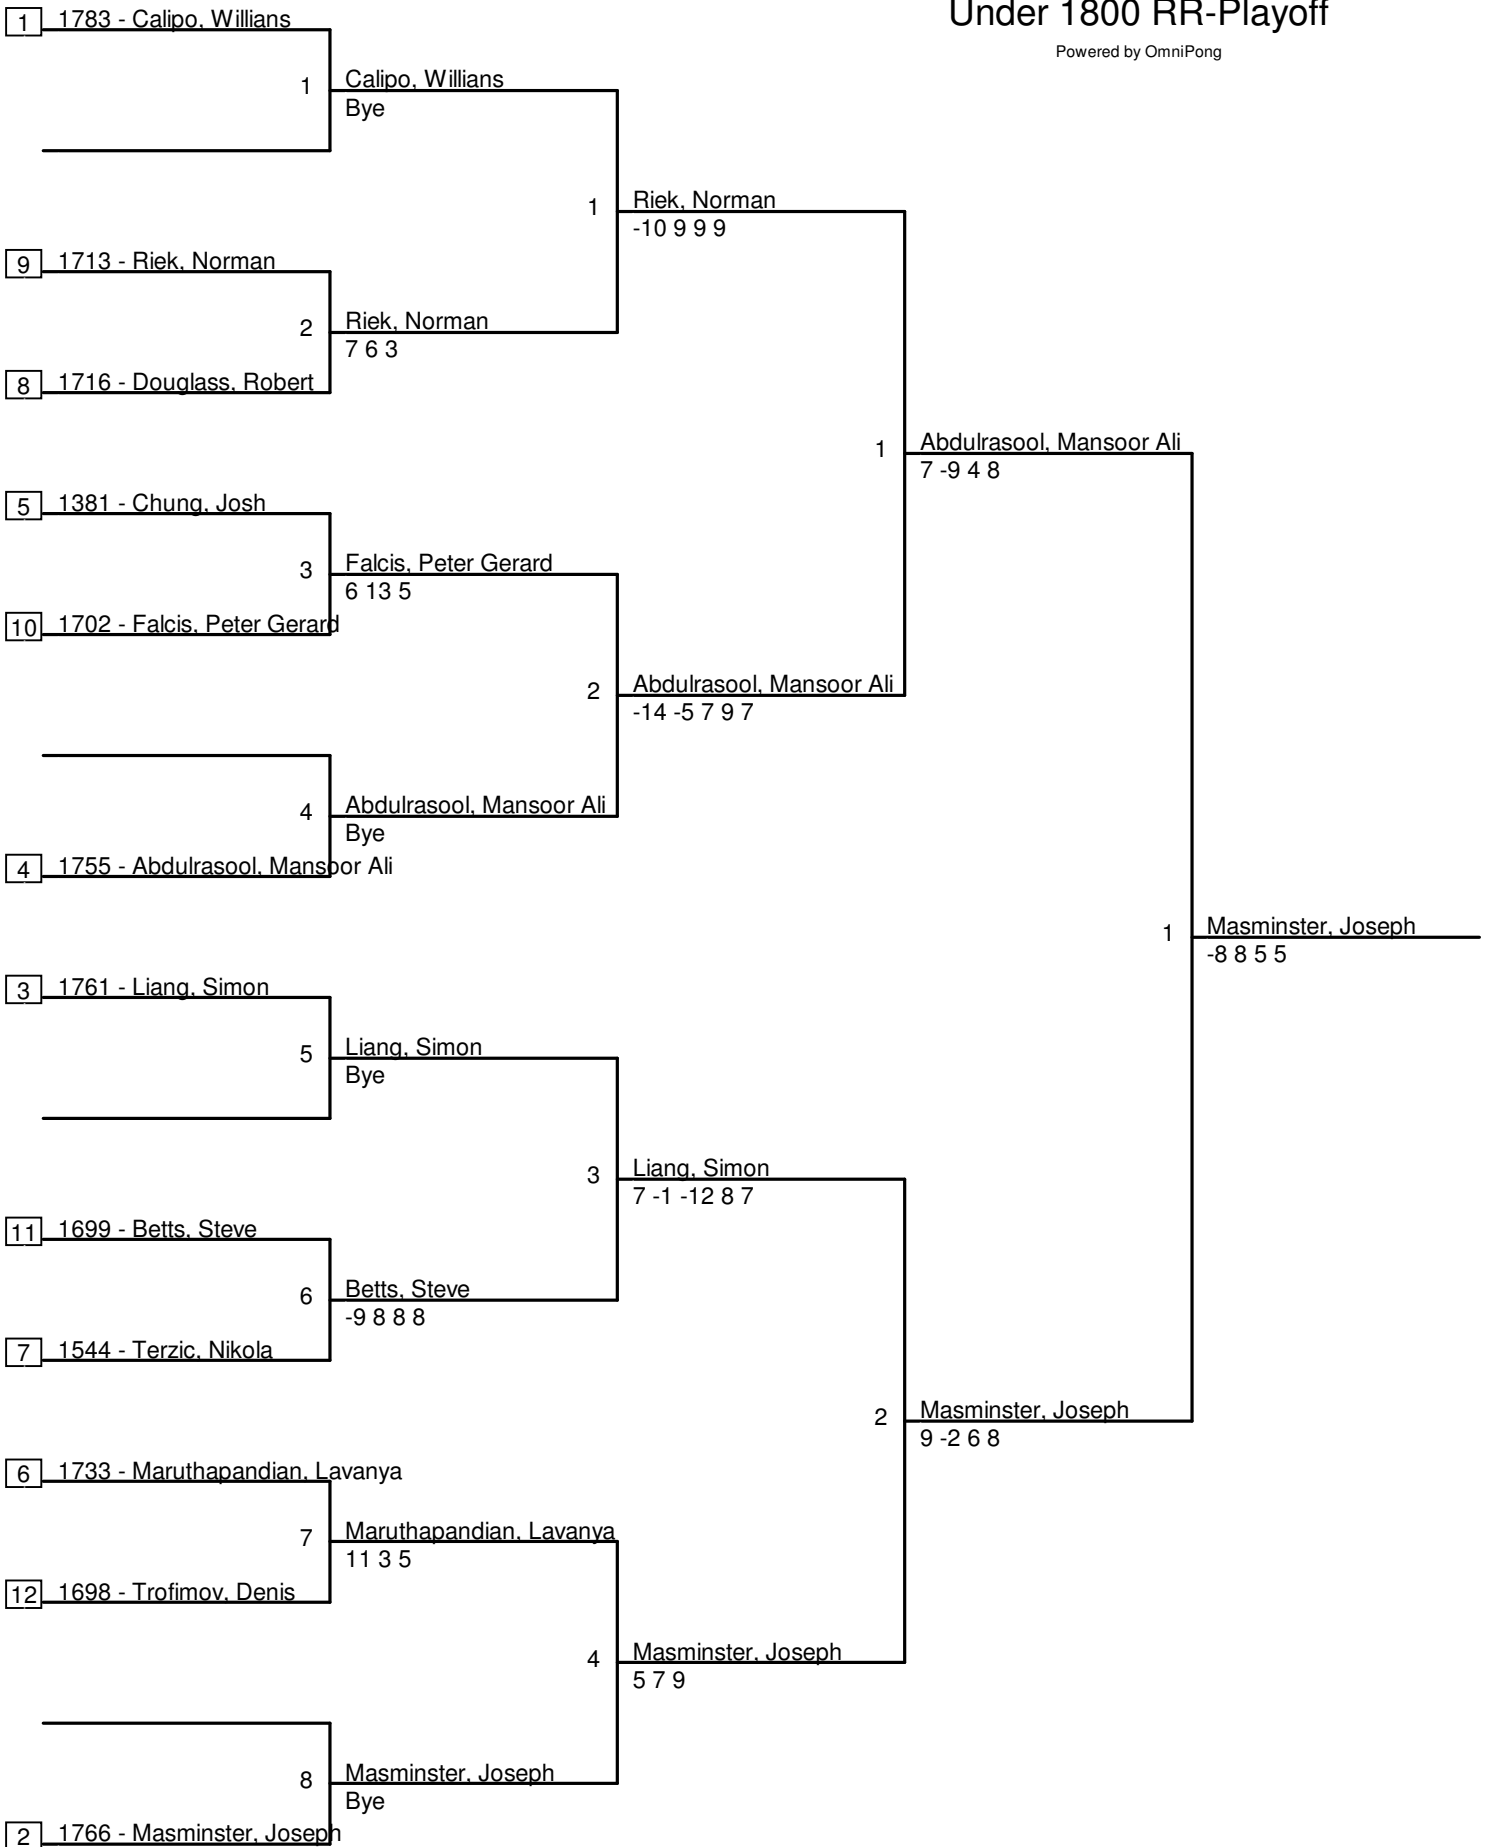 Under 1800 RR-Playoff
Powered by OmniPong
1 1783 - Calipo, Willians
1 Calipo, Willians
Bye
1 Riek, Norman
-10 9 9 9
9 1713 - Riek, Norman
2 Riek, Norman
7 6 3
8 1716 - Douglass, Robert
1 Abdulrasool, Mansoor Ali
7 -9 4 8
5 1381 - Chung, Josh
3 Falcis, Peter Gerard
6 13 5
10 1702 - Falcis, Peter Gerard
2 Abdulrasool, Mansoor Ali
-14 -5 7 9 7
4 Abdulrasool, Mansoor Ali
Bye
4 1755 - Abdulrasool, Mansoor Ali
1 Masminster, Joseph
-8 8 5 5
3 1761 - Liang, Simon
5 Liang, Simon
Bye
3 Liang, Simon
7 -1 -12 8 7
11 1699 - Betts, Steve
6 Betts, Steve
-9 8 8 8
7 1544 - Terzic, Nikola
2 Masminster, Joseph
9 -2 6 8
6 1733 - Maruthapandian, Lavanya
7 Maruthapandian, Lavanya
11 3 5
12 1698 - Trofimov, Denis
4 Masminster, Joseph
5 7 9
8 Masminster, Joseph
Bye
2 1766 - Masminster, Joseph